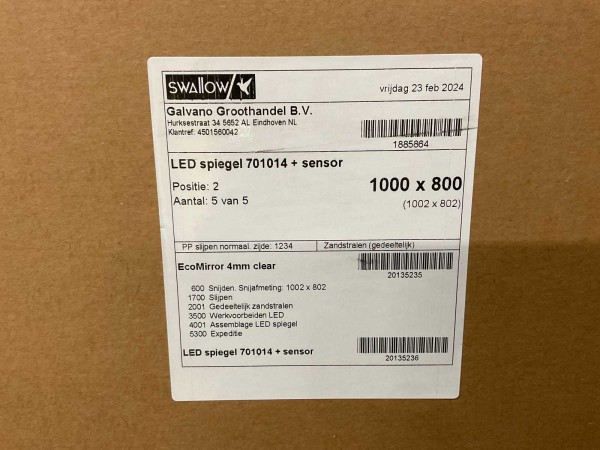 swallow
vrijdag 23 feb 2024
Galvano Groothandel B.V.
Hurksestraat 34 5652 AL Eindhoven NL
Klantref: 4501560042
1885864
LED spiegel 701014 + sensor
Positie: 2
1000 x 800
Aantal: 5 van 5
(1002 x 802)
PP slijpen normaal. zijde: 1234
Zandstralen (gedeeltelijk)
EcoMirror 4mm clear
20135235
600 Snijden. Snijafmeting: 1002 x 802
1700 Slijpen
2001 Gedeeltelijk zandstralen
3500 Werkvoorbeiden LED
4001 Assemblage LED spiegel
5300 Expeditie
LED spiegel 701014 + sensor
20135236